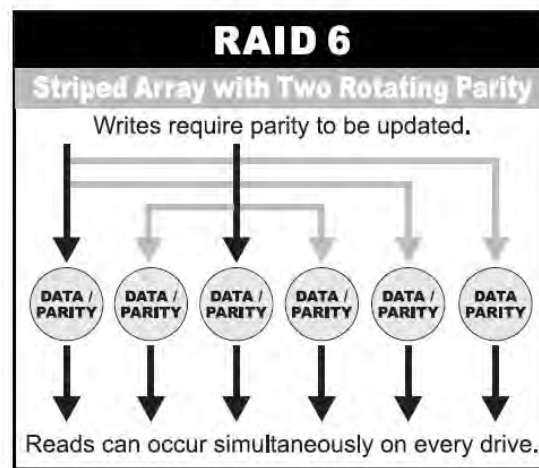 RAID 6
Striped Array with Two Rotating Parity
Writes require parity to be updated.
DATA / DATA / DATA / DATA / DATA / DATA
PARITY PARITY PARITY PARITY PARITY PARITY
Reads can occur simultaneously on every drive.